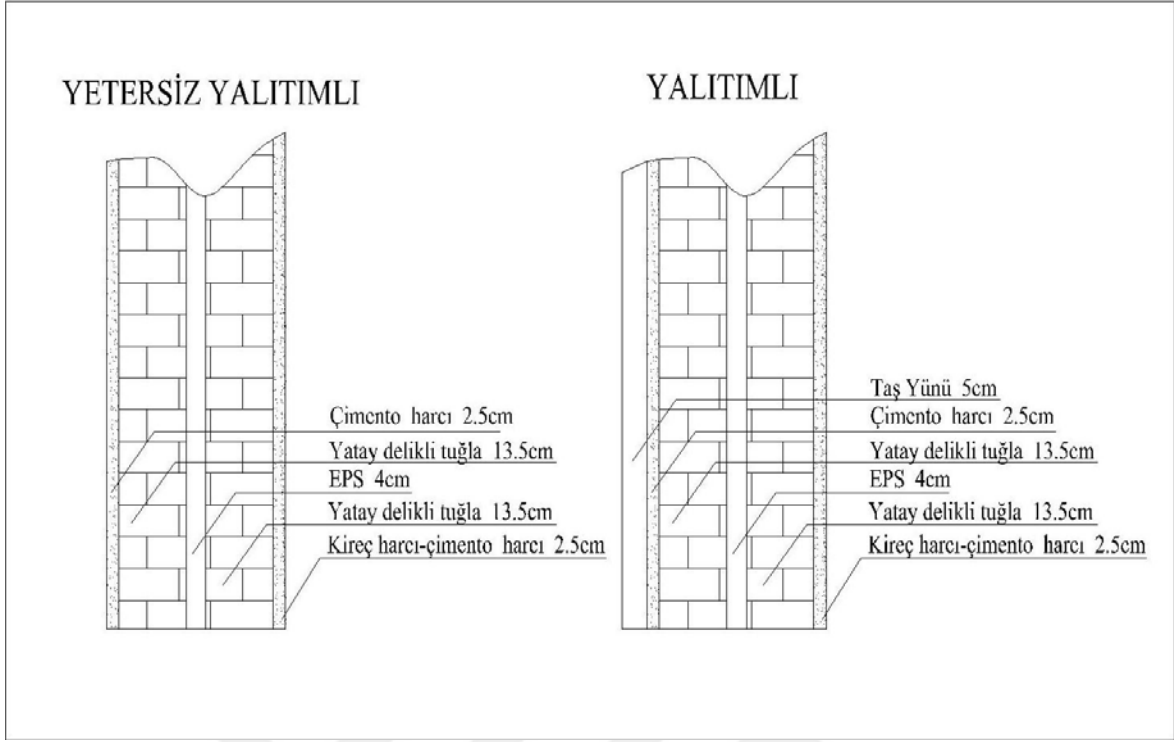 YETERSİZ YALITIMLI
Çimento harcı 2.5cm
Yatay delikli tuğla 13.5cm
EPS 4cm
Yatay delikli tuğla 13.5cm
Kireç harcı-çimento harcı 2.5cm
YALITIMLI
Taş Yünü 5cm
Çimento harcı 2.5cm
Yatay delikli tuğla 13.5cm
EPS 4cm
Yatay delikli tuğla 13.5cm
Kireç harcı-çimento harcı 2.5cm